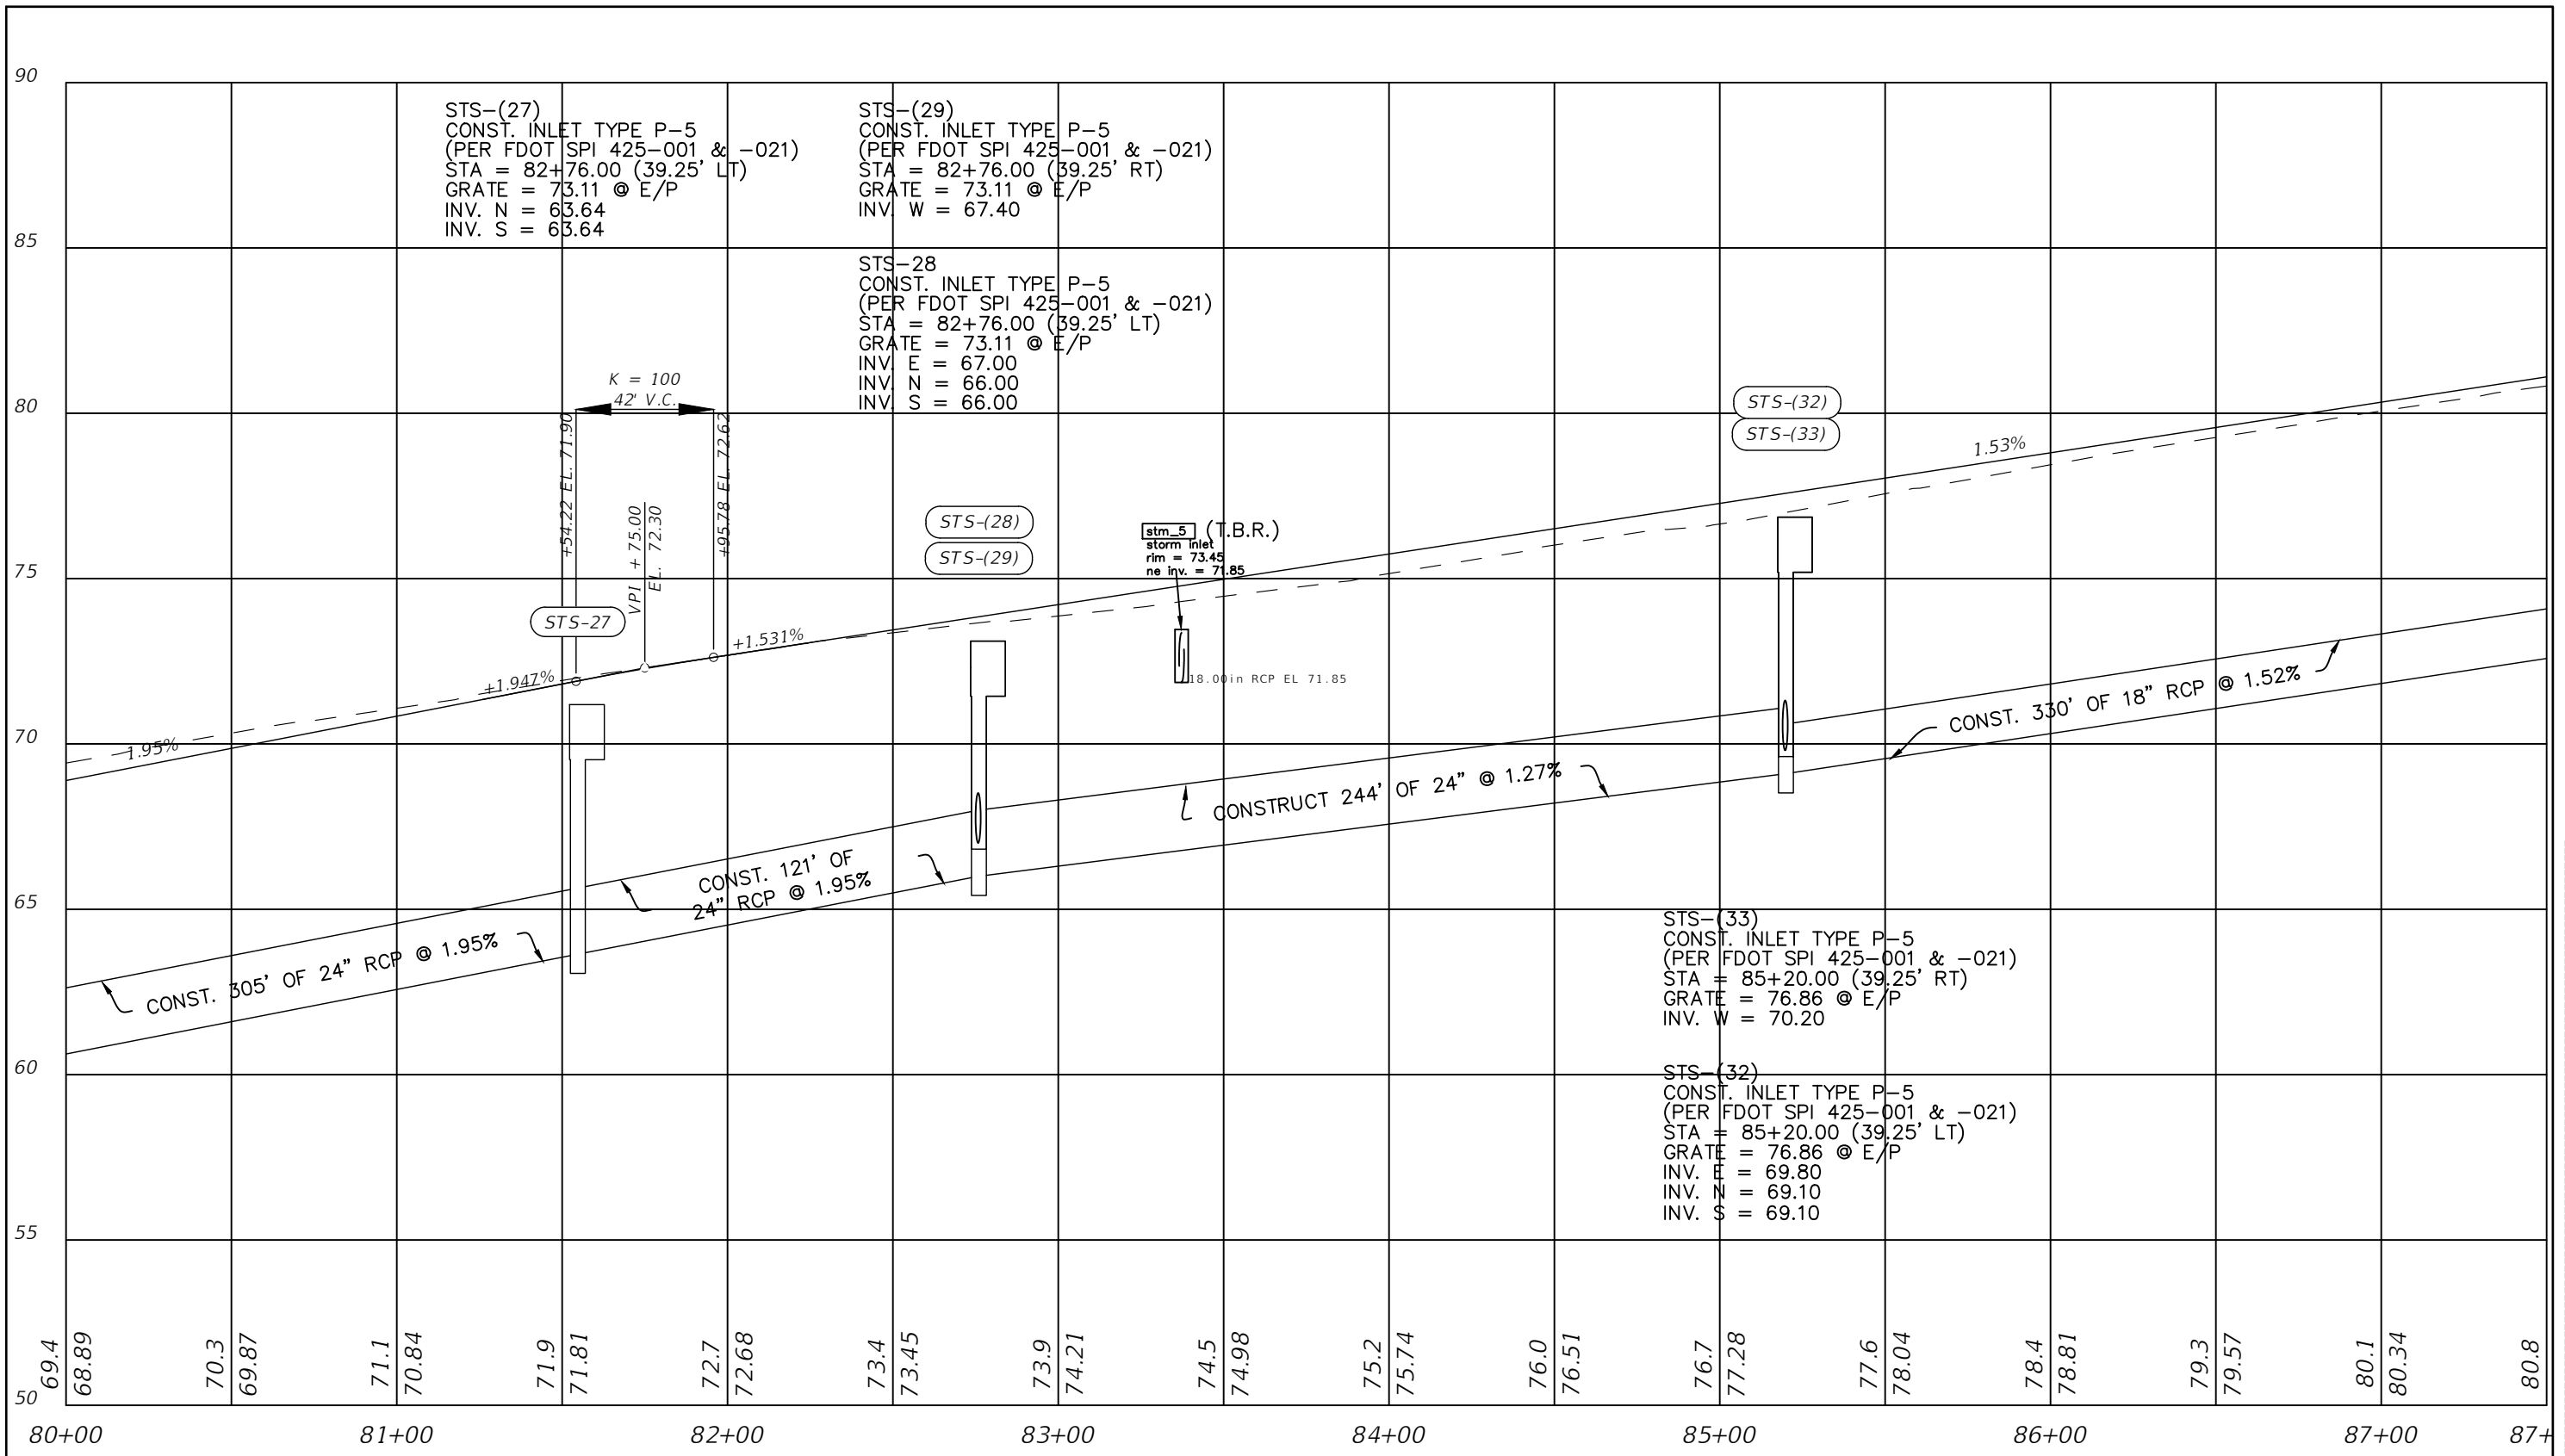 90
85
80
75
70
65
60
55
50
STS-(27)
CONST. INLET TYPE P-5
(PER FDOT SPI 425-001 & -021)
STA = 82+76.00 (39.25' LT)
GRATE = 73.11 @ E/P
INV. N = 63.64
INV. S = 63.64
STS-(29)
CONST. INLET TYPE P-5
(PER FDOT SPI 425-001 & -021)
STA = 82+76.00 (39.25' RT)
GRATE = 73.11 @ E/P
INV. W = 67.40
STS-28
CONST. INLET TYPE P-5
(PER FDOT SPI 425-001 & -021)
STA = 82+76.00 (39.25' LT)
GRATE = 73.11 @ E/P
INV. E = 67.00
INV. N = 66.00
INV. S = 66.00
K = 100
42' V.C.
+54.22 EL. 71.90
VPI + 75.00
EL. 72.30
+95.78 EL. 72.62
STS-(32)
STS-(33)
1.53%
STS-(28)
STS-(29)
stm_5 (T.B.R.)
storm inlet
rim = 73.45
ne inv. = 71.85
STS-27
+1.531%
+1.947%
18.00in RCP EL 71.85
1.95%
CONST. 330' OF 18" RCP @ 1.52%
CONSTRUCT 244' OF 24" @ 1.27%
CONST. 121' OF
24" RCP @ 1.95%
CONST. 305' OF 24" RCP @ 1.95%
STS-(33)
CONST. INLET TYPE P-5
(PER FDOT SPI 425-001 & -021)
STA = 85+20.00 (39.25' RT)
GRATE = 76.86 @ E/P
INV. W = 70.20
STS-(32)
CONST. INLET TYPE P-5
(PER FDOT SPI 425-001 & -021)
STA = 85+20.00 (39.25' LT)
GRATE = 76.86 @ E/P
INV. E = 69.80
INV. N = 69.10
INV. S = 69.10
69.4
68.89
70.3
69.87
71.1
70.84
71.9
71.81
72.7
72.68
73.4
73.45
73.9
74.21
74.5
74.98
75.2
75.74
76.0
76.51
76.7
77.28
77.6
78.04
78.4
78.81
79.3
79.57
80.1
80.34
80.8
80+00 81+00 82+00 83+00 84+00 85+00 86+00 87+00 87+